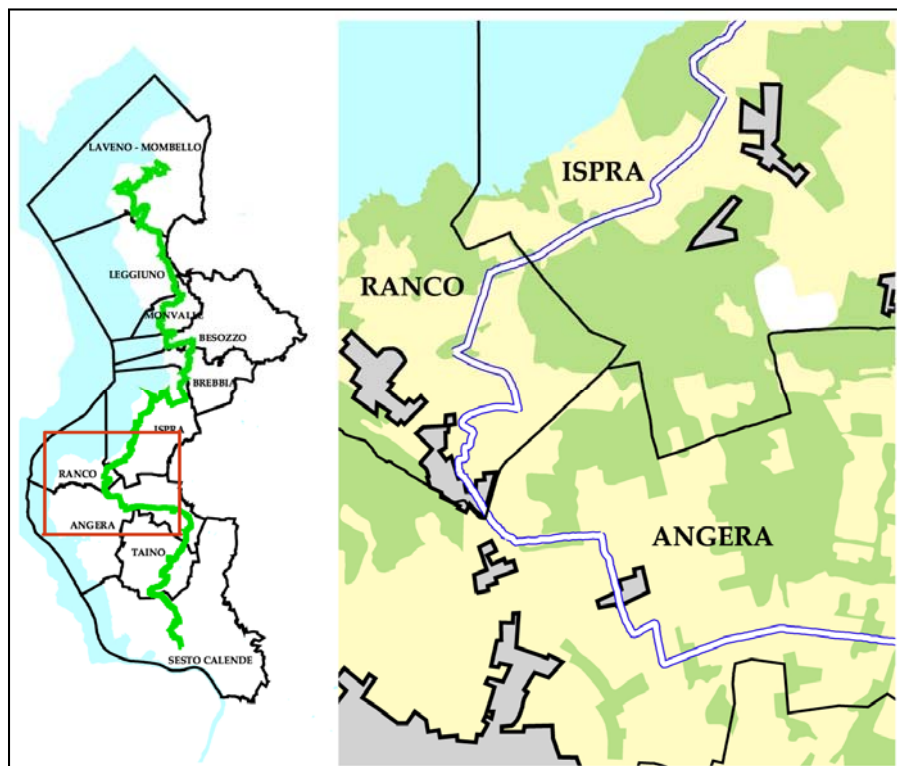 LAVENO - MOMBELLO
LEGGIUNO
MONVALLE
BESOZZO
BREBBIA
ISPRA
RANCO
ANGERA
TAINO
SESTO CALENDE
ISPRA
RANCO
ANGERA